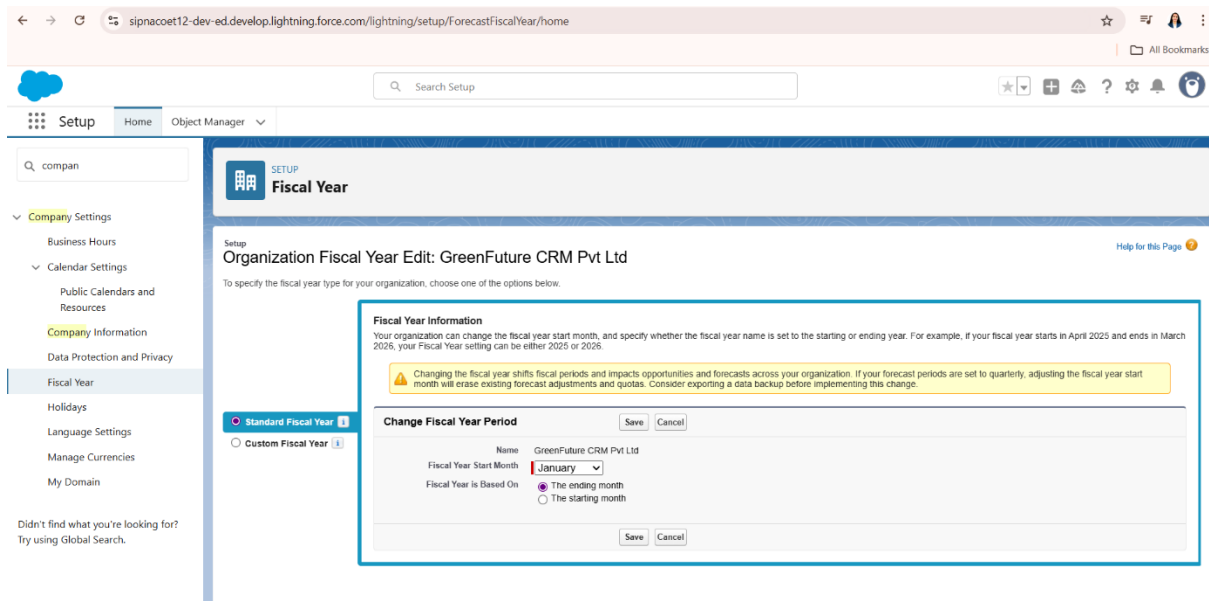 sipnacoet12-dev-ed.develop.lightning.force.com/lightning/setup/ForecastFiscalYear/home
All Bookmarks
Search Setup
Setup
Home
Object Manager
compan
Company Settings
Business Hours
Calendar Settings
Public Calendars and
Resources
Company Information
Data Protection and Privacy
Fiscal Year
Holidays
Language Settings
Manage Currencies
My Domain
Didn't find what you're looking for?
Try using Global Search.
SETUP
Fiscal Year
Setup
Organization Fiscal Year Edit: GreenFuture CRM Pvt Ltd
Help for this Page
To specify the fiscal year type for your organization, choose one of the options below.
Standard Fiscal Year
Custom Fiscal Year
Fiscal Year Information
Your organization can change the fiscal year start month, and specify whether the fiscal year name is set to the starting or ending year. For example, if your fiscal year starts in April 2025 and ends in March
2026, your Fiscal Year setting can be either 2025 or 2026.
Changing the fiscal year shifts fiscal periods and impacts opportunities and forecasts across your organization. If your forecast periods are set to quarterly, adjusting the fiscal year start
month will erase existing forecast adjustments and quotas. Consider exporting a data backup before implementing this change.
Change Fiscal Year Period
Save Cancel
Name GreenFuture CRM Pvt Ltd
Fiscal Year Start Month January
Fiscal Year is Based On The ending month
The starting month
Save Cancel